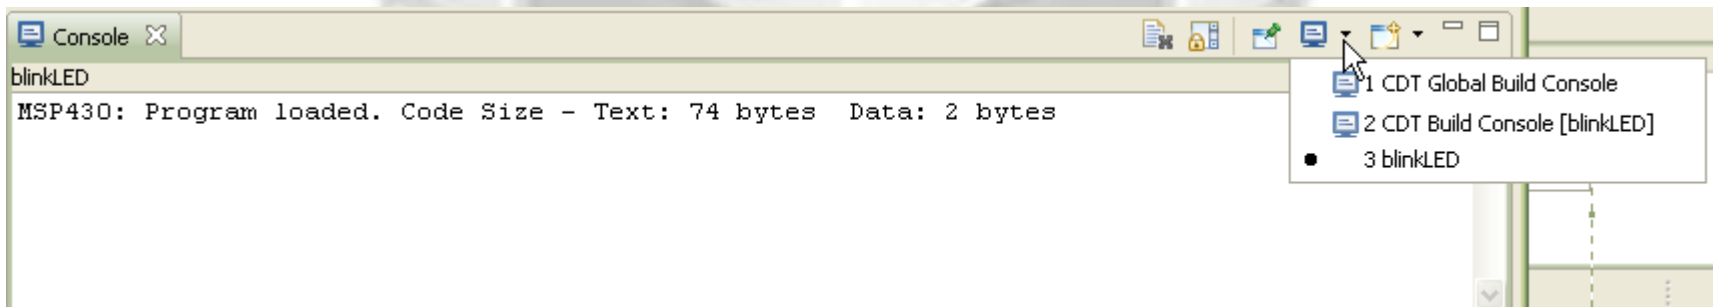 Console
blinkLED
MSP430: Program loaded. Code Size - Text: 74 bytes  Data: 2 bytes
1 CDT Global Build Console
2 CDT Build Console [blinkLED]
3 blinkLED